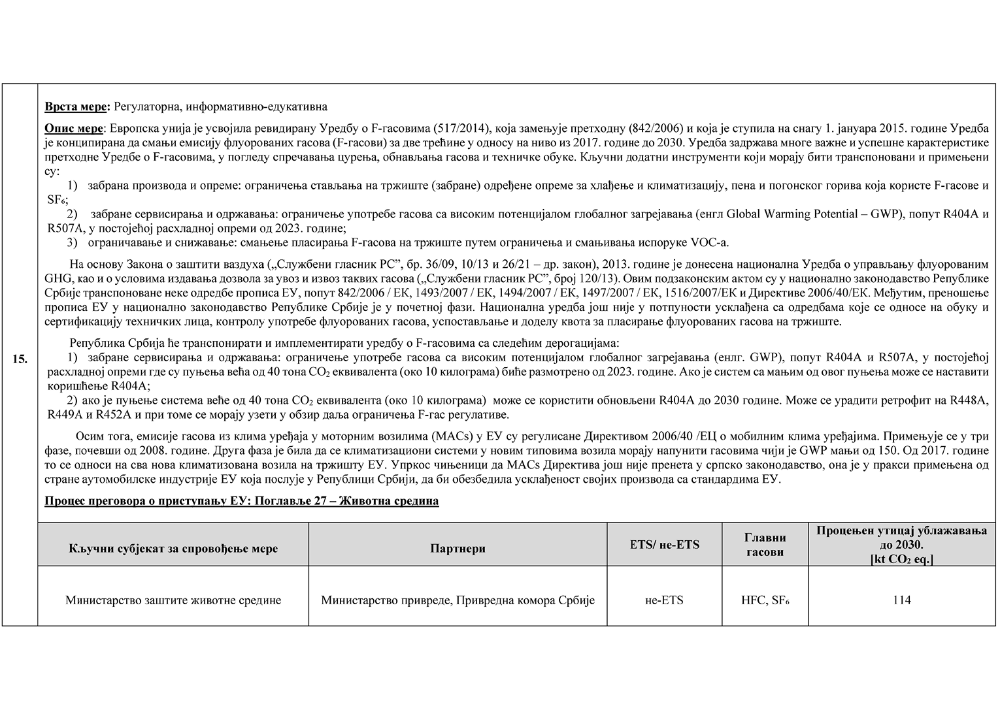 Врста мере: Регулаторна, информативно-едукативна
Опис мере: Европска унија је усвојила ревидирану Уредбу о F-гасовима (517/2014), која замењује претходну (842/2006) и која је ступила на снагу 1. јануара 2015. године Уредба
је конципирана да смањи емисију флуорованих гасова (F-гасови) за две трећине у односу на ниво из 2017. године до 2030. Уредба задржава многе важне и успешне карактеристике
претходне Уредбе о F-гасовима, у погледу спречавања цурења, обнављања гасова и техничке обуке. Кључни додатни инструменти који морају бити транспоновани и примењени
су:
1) забрана производа и опреме: ограничења стављања на тржиште (забране) одређене опреме за хлађење и климатизацију, пена и погонског горива која користе F-гасове и
SF₆;
2) забране сервисирања и одржавања: ограничење употребе гасова са високим потенцијалом глобалног загрејавања (енгл Global Warming Potential – GWP), попут R404A и
R507A, у постојећој расхладној опреми од 2023. године;
3) ограничавање и снижавање: смањење пласирања F-гасова на тржиште путем ограничења и смањивања испоруке VOC-а.
На основу Закона о заштити ваздуха („Службени гласник РС”, бр. 36/09, 10/13 и 26/21 – др. закон), 2013. године је донесена национална Уредба о управљању флуорованим
GHG, као и о условима издавања дозвола за увоз и извоз таквих гасова („Службени гласник РС”, број 120/13). Овим подзаконским актом су у национално законодавство Републике
Србије транспоноване неке одредбе прописа ЕУ, попут 842/2006 / ЕК, 1493/2007 / ЕК, 1494/2007 / ЕК, 1497/2007 / ЕК, 1516/2007/ЕК и Директиве 2006/40/ЕК. Међутим, преношење
прописа ЕУ у национално законодавство Републике Србије је у почетној фази. Национална уредба још није у потпуности усклађена са одредбама које се односе на обуку и
сертификацију техничких лица, контролу употребе флуорованих гасова, успостављање и доделу квота за пласирање флуорованих гасова на тржиште.
Република Србија ће транспонирати и имплементирати уредбу о F-гасовима са следећим дерогацијама:
1) забране сервисирања и одржавања: ограничење употребе гасова са високим потенцијалом глобалног загрејавања (енлг. GWP), попут R404A и R507A, у постојећој
расхладној опреми где су пуњења већа од 40 тона CO₂ еквивалента (око 10 килограма) биће размотрено од 2023. године. Ако је систем са мањим од овог пуњења може се наставити
коришћење R404A;
2) ако је пуњење система веће од 40 тона CO₂ еквивалента (око 10 килограма) може се користити обновљени R404A до 2030 године. Може се урадити ретрофит на R448A,
R449A и R452A и при томе се морају узети у обзир даља ограничења F-гас регулативе.
Осим тога, емисије гасова из клима уређаја у моторним возилима (MACs) у ЕУ су регулисане Директивом 2006/40 /ЕЦ о мобилним клима уређајима. Примењује се у три
фазе, почевши од 2008. године. Друга фаза је била да се климатизациони системи у новим типовима возила морају напунити гасовима чији је GWP мањи од 150. Од 2017. године
то се односи на сва нова климатизована возила на тржишту ЕУ. Упркос чињеници да MACs Директива још није пренета у српско законодавство, она је у пракси примењена од
стране аутомобилске индустрије ЕУ која послује у Републици Србији, да би обезбедила усклађеност својих производа са стандардима ЕУ.
Процес преговора о приступању ЕУ: Поглавље 27 – Животна средина
15.
Кључни субјекат за спровођење мере
Партнери
ETS/ не-ETS
Главни
гасови
Процењен утицај ублажавања
до 2030.
[kt CO₂ eq.]
Министарство заштите животне средине
Министарство привреде, Привредна комора Србије
не-ETS
HFC, SF₆
114